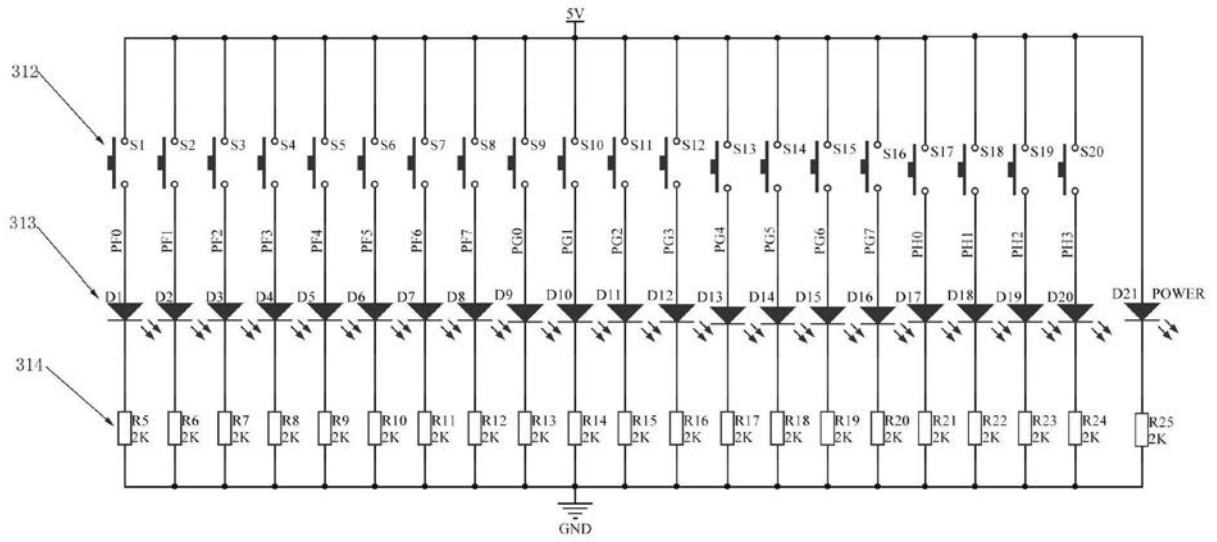 5V
312
S1 S2 S3 S4 S5 S6 S7 S8 S9 S10 S11 S12 S13 S14 S15 S16 S17 S18 S19 S20
313
PF0 PF1 PF2 PF3 PF4 PF5 PF6 PF7 PG0 PG1 PG2 PG3 PG4 PG5 PG6 PG7 PH0 PH1 PH2 PH3
D1 D2 D3 D4 D5 D6 D7 D8 D9 D10 D11 D12 D13 D14 D15 D16 D17 D18 D19 D20 D21 POWER
314
R5 R6 R7 R8 R9 R10 R11 R12 R13 R14 R15 R16 R17 R18 R19 R20 R21 R22 R23 R24 R25
2K 2K 2K 2K 2K 2K 2K 2K 2K 2K 2K 2K 2K 2K 2K 2K 2K 2K 2K 2K 2K
GND